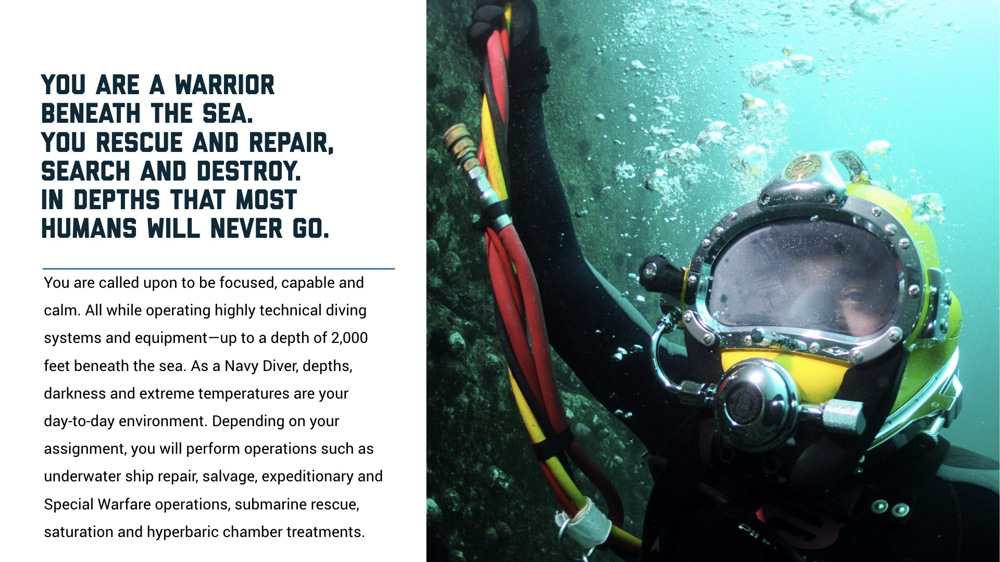 YOU ARE A WARRIOR
BENEATH THE SEA.
YOU RESCUE AND REPAIR,
SEARCH AND DESTROY.
IN DEPTHS THAT MOST
HUMANS WILL NEVER GO.
You are called upon to be focused, capable and
calm. All while operating highly technical diving
systems and equipment—up to a depth of 2,000
feet beneath the sea. As a Navy Diver, depths,
darkness and extreme temperatures are your
day-to-day environment. Depending on your
assignment, you will perform operations such as
underwater ship repair, salvage, expeditionary and
Special Warfare operations, submarine rescue,
saturation and hyperbaric chamber treatments.
37